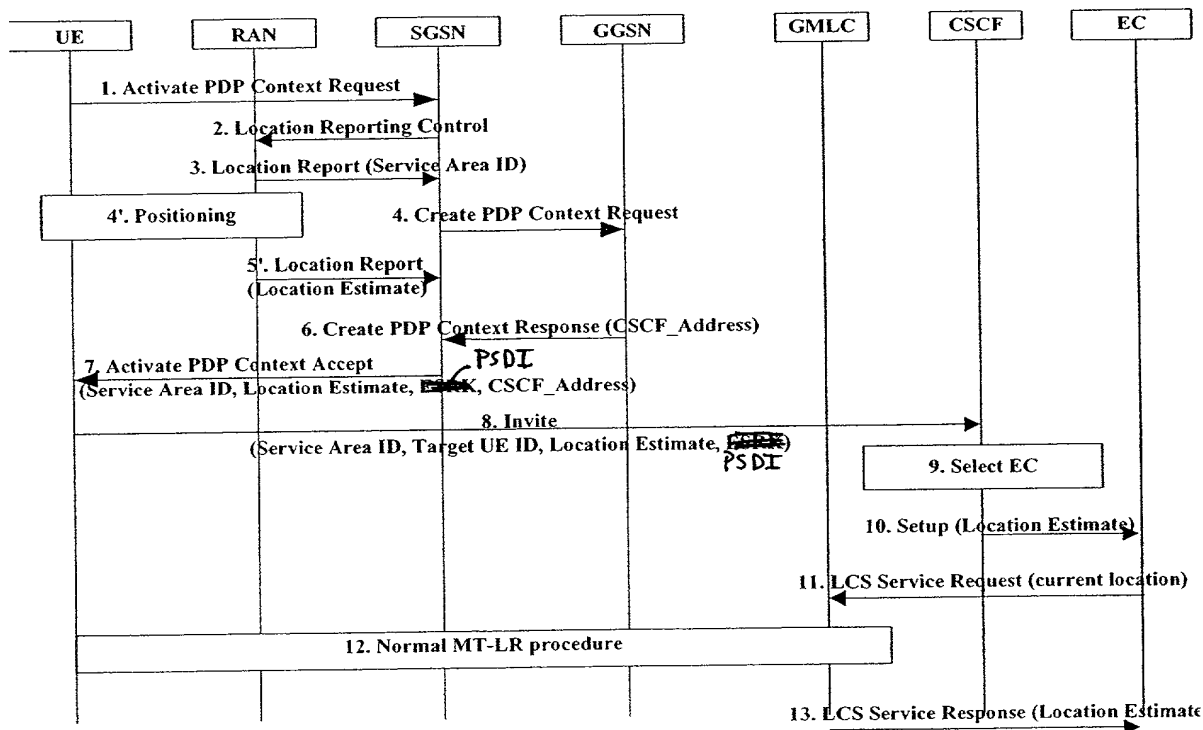 UE RAN SGSN GGSN GMLC CSCF EC
1. Activate PDP Context Request
2. Location Reporting Control
3. Location Report (Service Area ID)
4'. Positioning
4. Create PDP Context Request
5'. Location Report
(Location Estimate)
6. Create PDP Context Response (CSCF_Address)
7. Activate PDP Context Accept
PSDI
(Service Area ID, Location Estimate, CSCF_Address)
8. Invite
(Service Area ID, Target UE ID, Location Estimate, )
PSDI
9. Select EC
10. Setup (Location Estimate)
11. LCS Service Request (current location)
12. Normal MT-LR procedure
13. LCS Service Response (Location Estimate